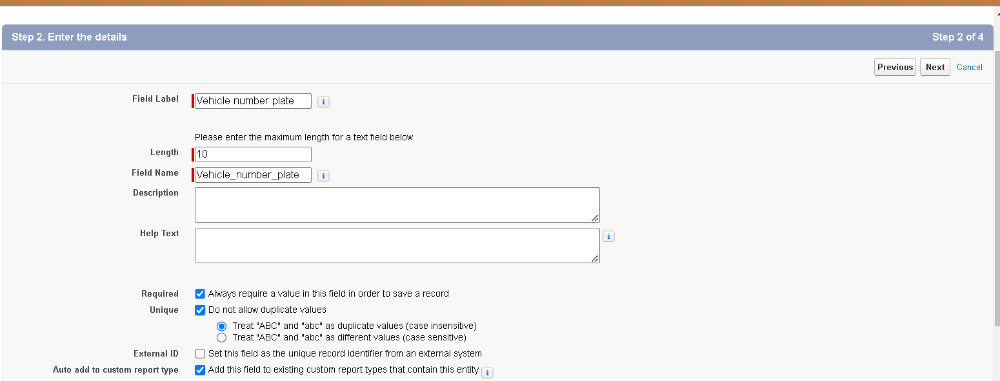 Step 2. Enter the details Step 2 of 4
Previous Next Cancel
Field Label Vehicle number plate i
Please enter the maximum length for a text field below.
Length 10
Field Name Vehicle_number_plate i
Description
Help Text i
Required Always require a value in this field in order to save a record
Unique Do not allow duplicate values
Treat "ABC" and "abc" as duplicate values (case insensitive)
Treat "ABC" and "abc" as different values (case sensitive)
External ID Set this field as the unique record identifier from an external system
Auto add to custom report type Add this field to existing custom report types that contain this entity i